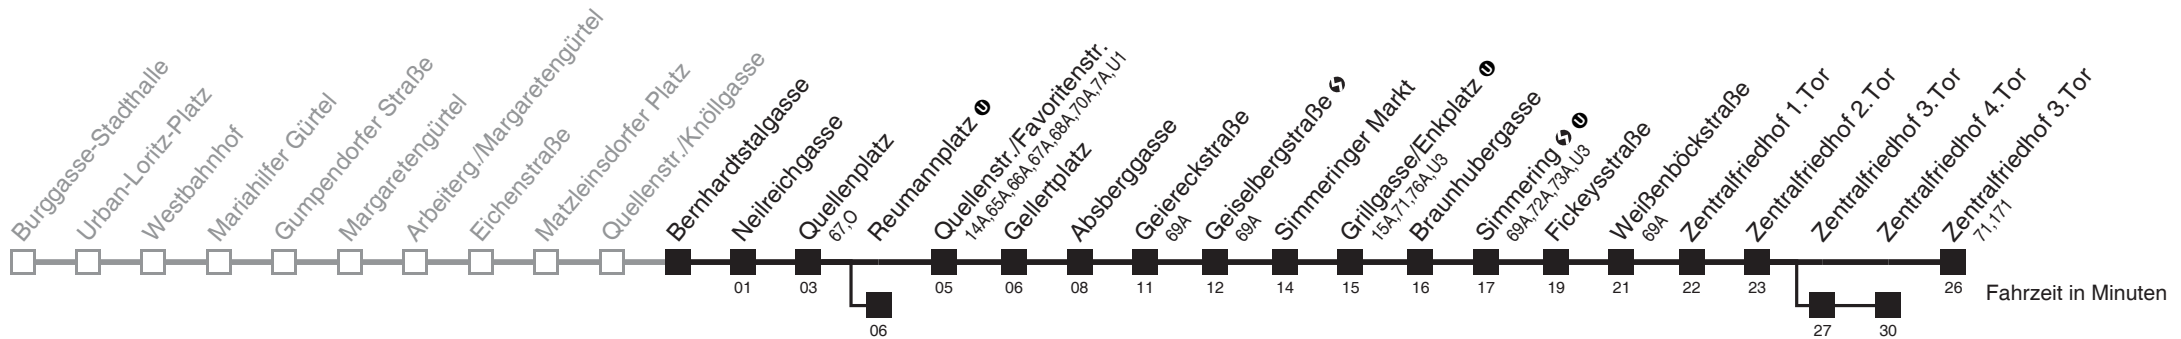 Burggasse-Stadthalle
Urban-Loritz-Platz
Westbahnhof
Mariahilfer Gürtel
Gumpendorfer Straße
Margaretengürtel
Arbeiterg./Margaretengürtel
Eichenstraße
Matzleinsdorfer Platz
Quellenstr./Knöllgasse
Bernhardtstalgasse
Neilreichgasse
01
Quellenplatz
67,O
03
Reumannplatz U
06
Quellenstr./Favoritenstr.
14A,65A,66A,67A,68A,70A,7A,U1
05
Gellertplatz
06
Absberggasse
08
Geiereckstraße
69A
11
Geiselbergstraße
69A
12
Simmeringer Markt
14
Grillgasse/Enkplatz U
15A,71,76A,U3
15
Braunhubergasse
16
Simmering U
69A,72A,73A,U3
17
Fickeysstraße
19
Weißenböckstraße
69A
21
Zentralfriedhof 1.Tor
22
Zentralfriedhof 2.Tor
23
Zentralfriedhof 3.Tor
27
Zentralfriedhof 4.Tor
30
Zentralfriedhof 3.Tor
71,171
26
Fahrzeit in Minuten